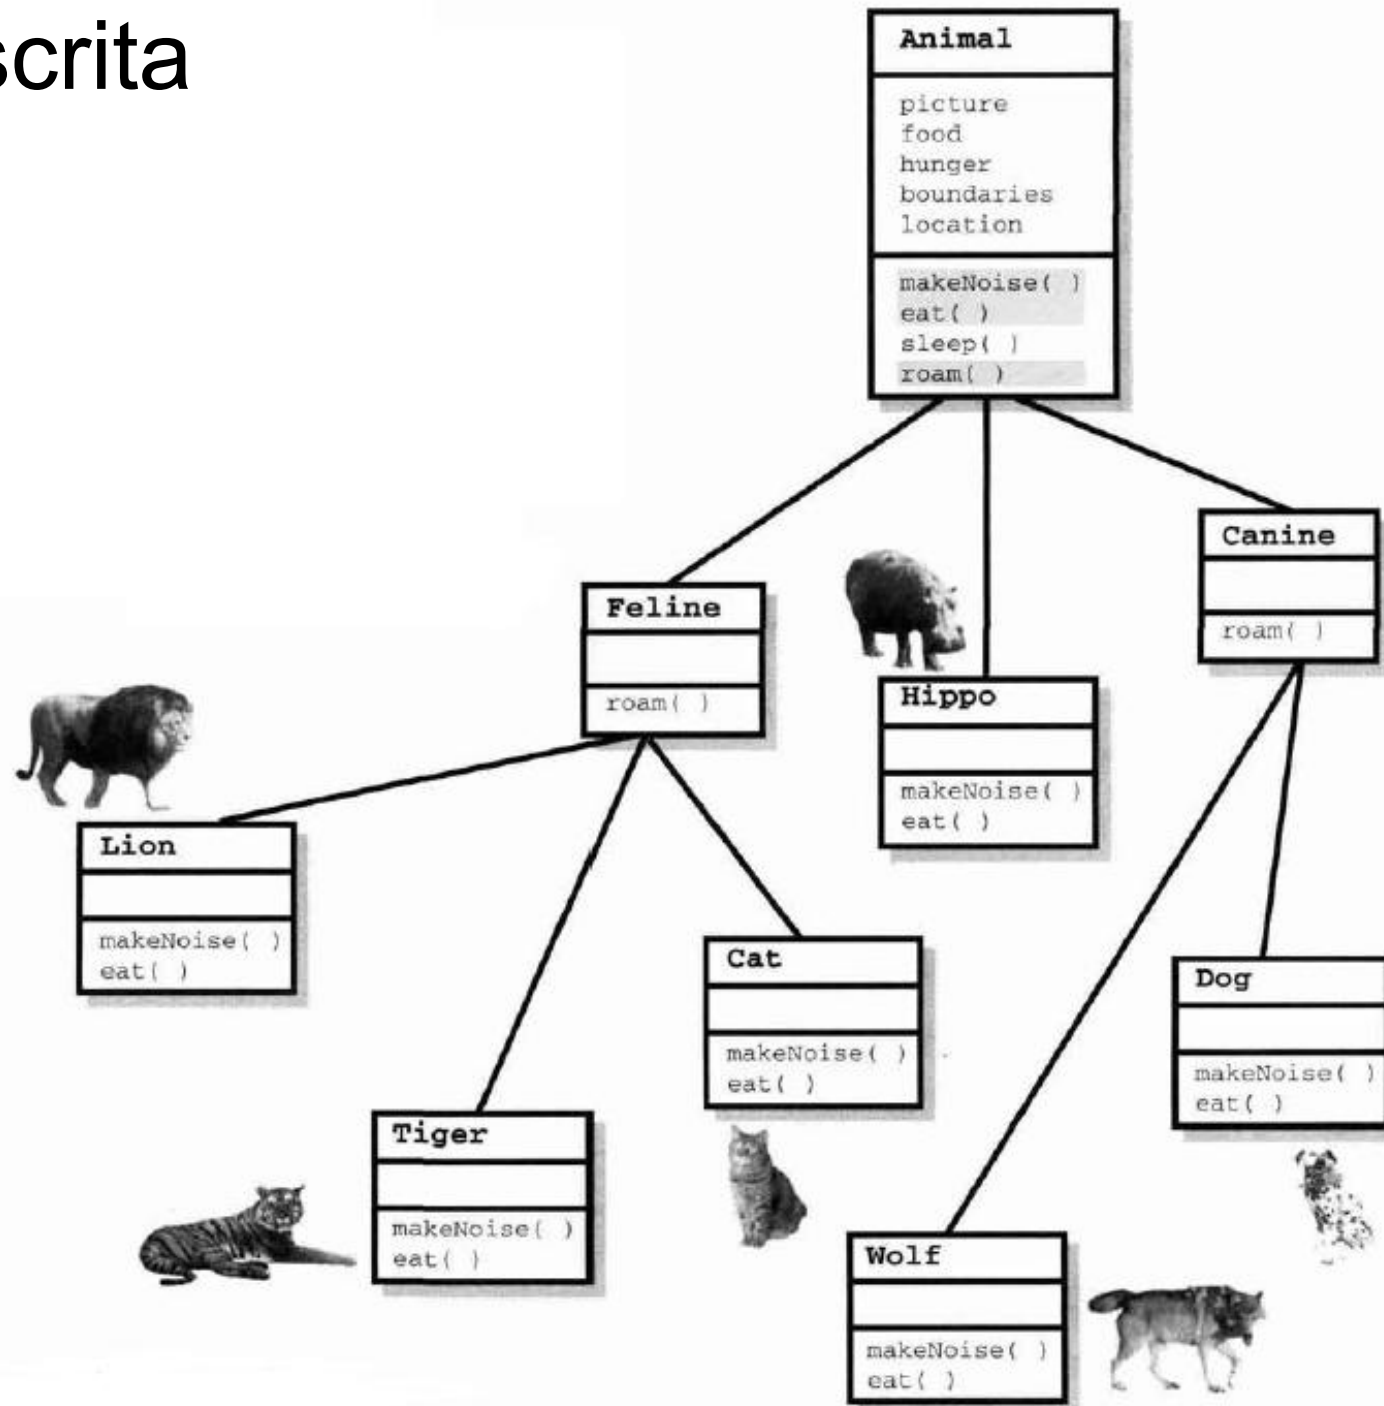 scrita
Animal
picture
food
hunger
boundaries
location
makeNoise( )
eat( )
sleep( )
roam( )
Canine
roam( )
Feline
roam( )
Hippo
makeNoise( )
eat( )
Lion
makeNoise( )
eat( )
Cat
makeNoise( )
eat( )
Dog
makeNoise( )
eat( )
Tiger
makeNoise( )
eat( )
Wolf
makeNoise( )
eat( )